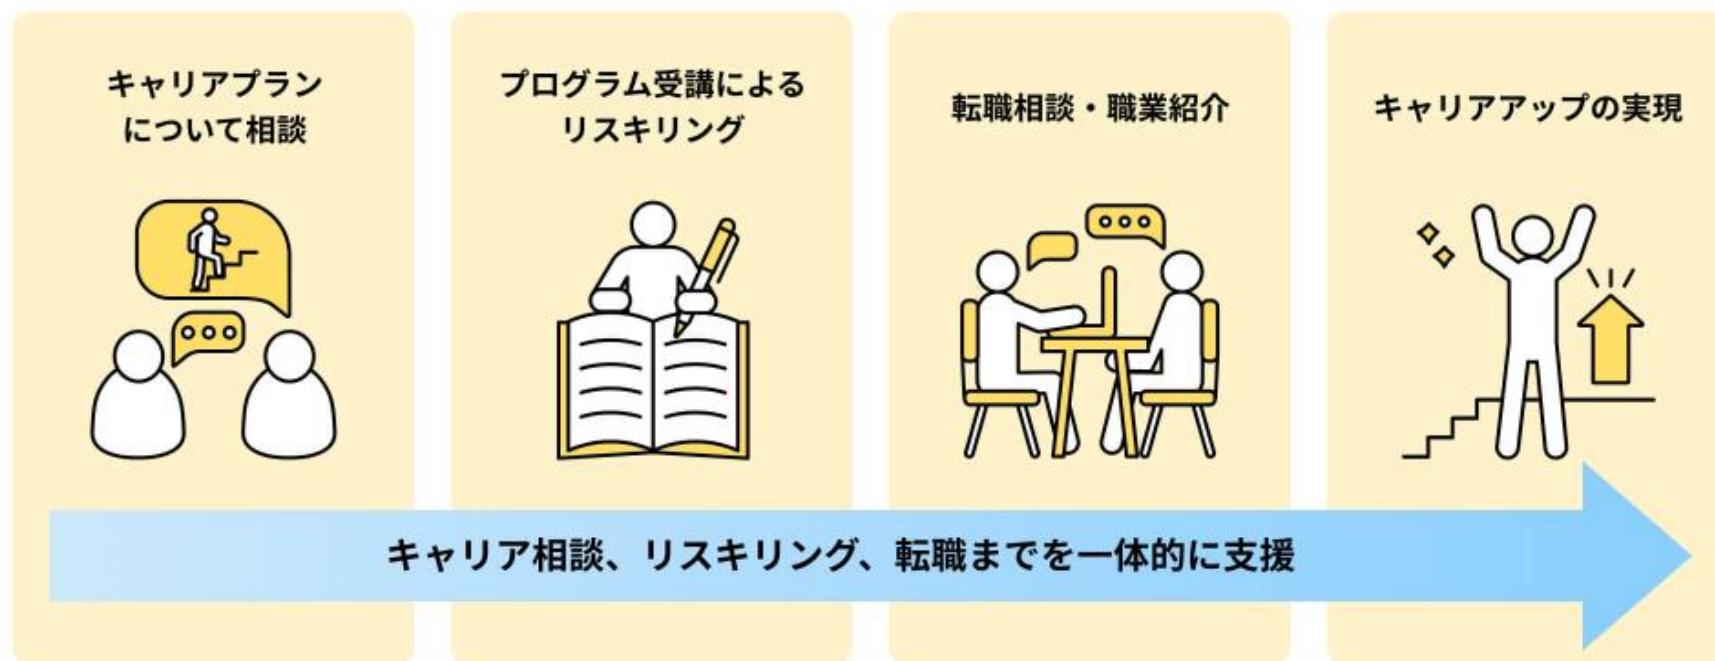 キャリアプラン
について相談
プログラム受講による
リスキリング
転職相談・職業紹介
キャリアアップの実現
キャリア相談、リスキリング、転職までを一体的に支援